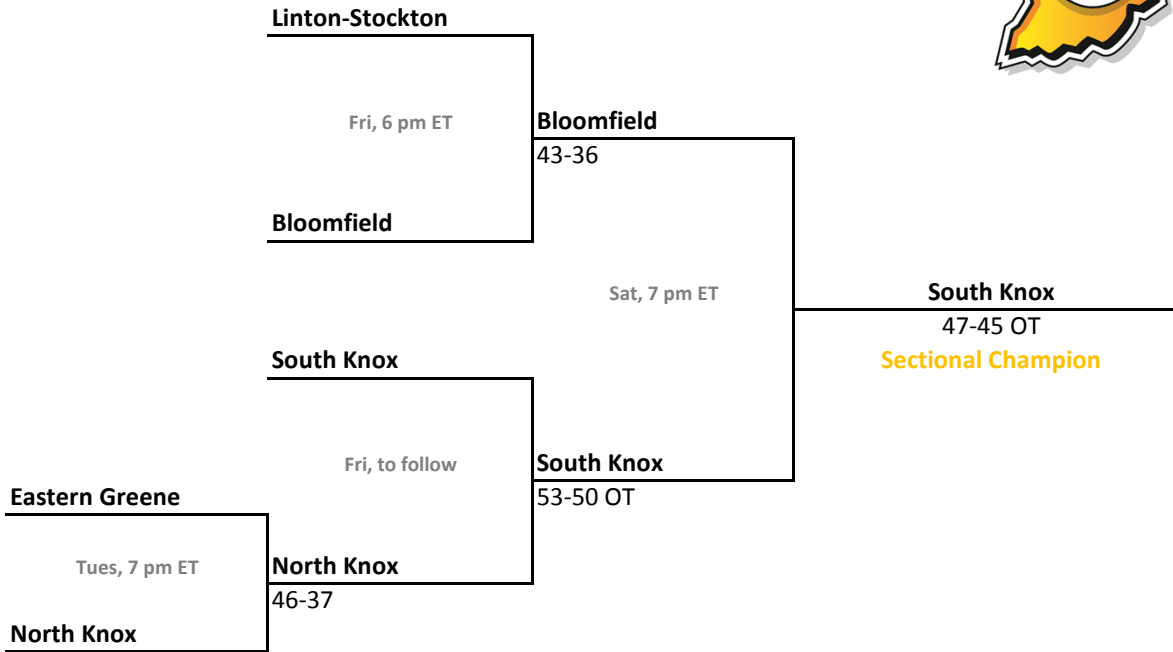 Linton-Stockton
Fri, 6 pm ET
Bloomfield
43-36
Bloomfield
Sat, 7 pm ET
South Knox
47-45 OT
Sectional Champion
South Knox
Fri, to follow
South Knox
53-50 OT
Eastern Greene
Tues, 7 pm ET
North Knox
46-37
North Knox